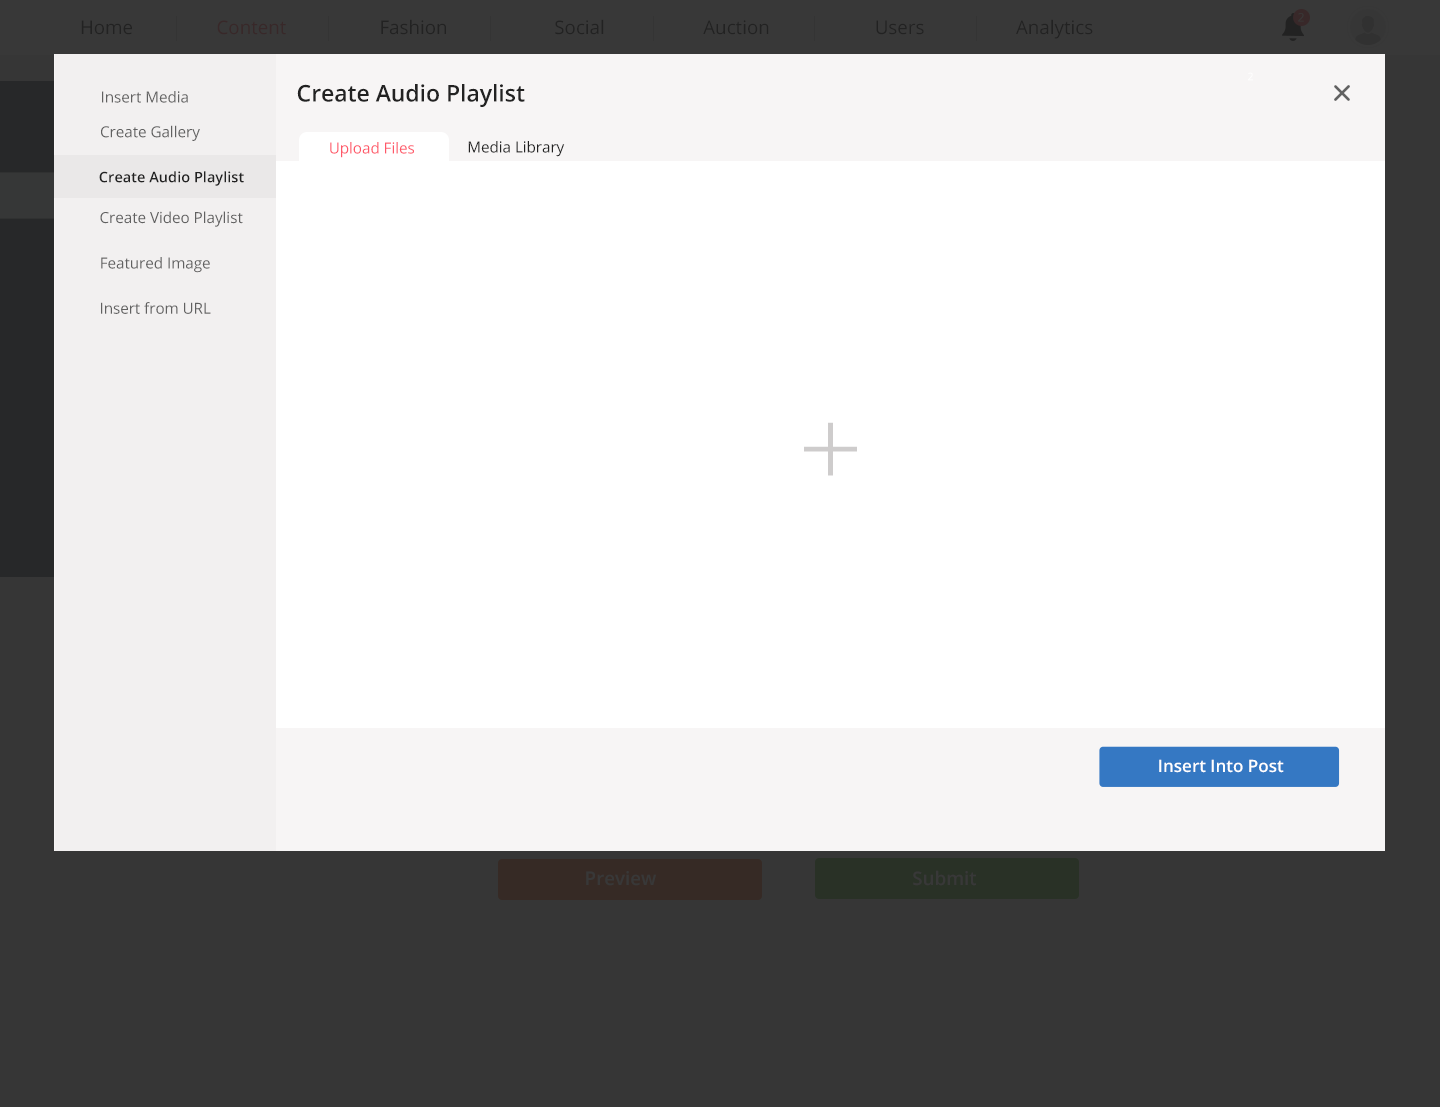 Home Content Fashion Social Auction Users Analytics
Insert Media
Create Gallery
Create Audio Playlist
Create Video Playlist
Featured Image
Insert from URL
Create Audio Playlist
Upload Files Media Library
Insert Into Post
Preview Submit